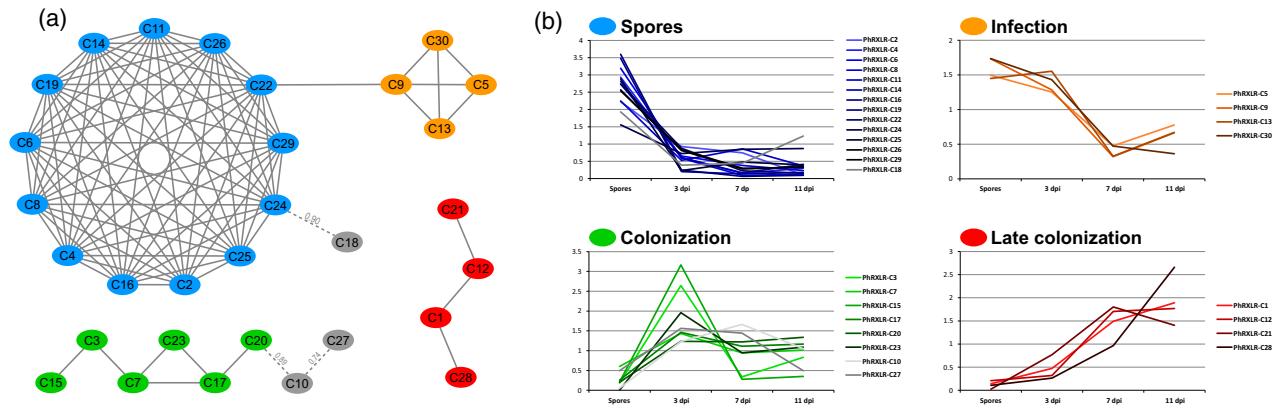 (a)
C11
C14
C26
C19
C22
C6
C29
C8
C24
C4
C25
C16
C2
0.90
C18
C30
C9
C5
C13
C21
C12
C1
C28
C3
C23
C20
C27
C15
C7
C17
C10
0.89
0.74
(b)
Spores
4
3.5
3
2.5
2
1.5
1
0.5
0
Spores
3 dpi
7 dp
11 dpi
PhRXLR-C2
PhRXLR-C4
PhRXLR-C6
PhRXLR-C8
PhRXLR-C11
PhRXLR-C14
PhRXLR-C16
PhRXLR-C19
PhRXLR-C22
PhRXLR-C24
PhRXLR-C25
PhRXLR-C26
PhRXLR-C29
PhRXLR-C18
Infection
2
1.5
1
0.5
0
Spores
3 dpi
7 dpi
11 dpi
PhRXLR-C5
PhRXLR-C9
PhRXLR-C13
PhRXLR-C30
Colonization
3.5
3
2.5
2
1.5
1
0.5
0
Spores
3 dpi
7 dpi
11 dpi
PhRXLR-C3
PhRXLR-C7
PhRXLR-C15
PhRXLR-C17
PhRXLR-C20
PhRXLR-C23
PhRXLR-C10
PhRXLR-C27
Late colonization
3
2.5
2
1.5
1
0.5
0
Spores
3 dpi
7 dpi
11 dpi
PhRXLR-C1
PhRXLR-C12
PhRXLR-C21
PhRXLR-C28